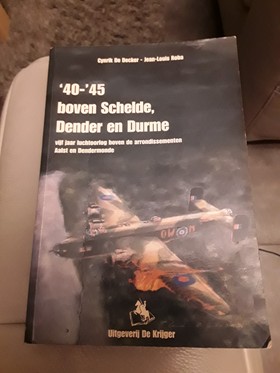 Cynrik De Decker - Jean-Louis Roba
'40-'45
boven Schelde,
Dender en Durme
vijf jaar luchtoorlog boven de arrondissementen
Aalst en Dendermonde
Uitgeverij De Krijger